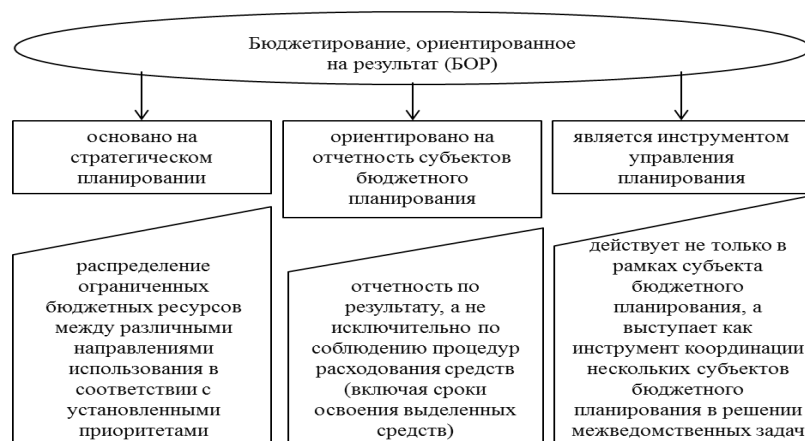 Бюджетирование, ориентированное
на результат (БОР)
основано на
стратегическом
планировании
ориентировано на
отчетность субъектов
бюджетного
планирования
является инструментом
управления
планирования
распределение
ограниченных
бюджетных ресурсов
между различными
направлениями
использования в
соответствии с
установленными
приоритетами
отчетность по
результату, а не
исключительно по
соблюдению процедур
расходования средств
(включая сроки
освоения выделенных
средств)
действует не только в
рамках субъекта
бюджетного
планирования, а
выступает как
инструмент координации
нескольких субъектов
бюджетного
планирования в решении
межведомственных задач